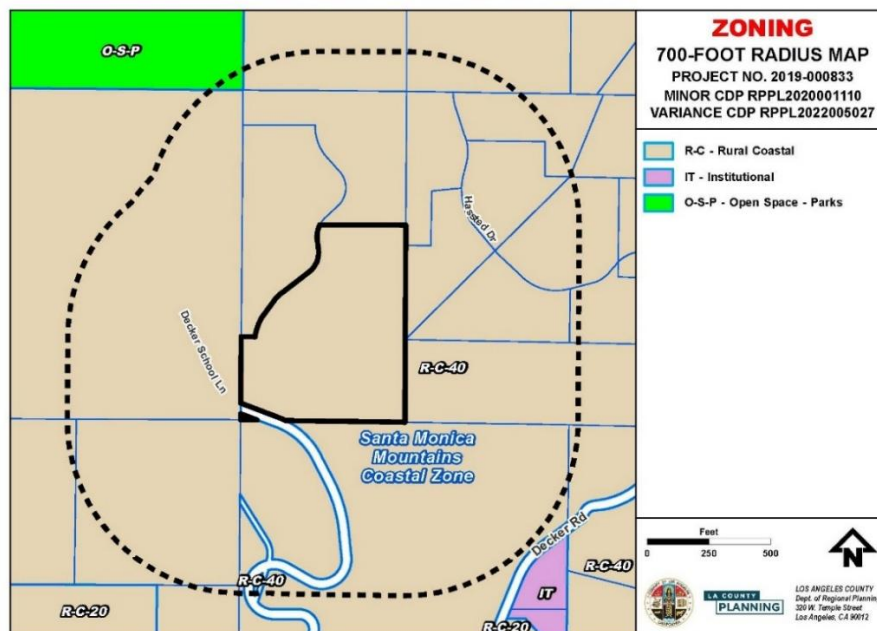 ZONING
700-FOOT RADIUS MAP
PROJECT NO. 2019-000833
MINOR CDP RPPL2020001110
VARIANCE CDP RPPL2022005027
R-C - Rural Coastal
IT - Institutional
O-S-P - Open Space - Parks
O-S-P
Hassted Dr
Decker School Ln
R-C-40
Santa Monica
Mountains
Coastal Zone
Decker Rd
R-C-40
R-C-40
IT
R-C-20
R-C-20
Feet
0 250 500
N
LA COUNTY
PLANNING
LOS ANGELES COUNTY
Dept. of Regional Planning
320 W. Temple Street
Los Angeles, CA 90012